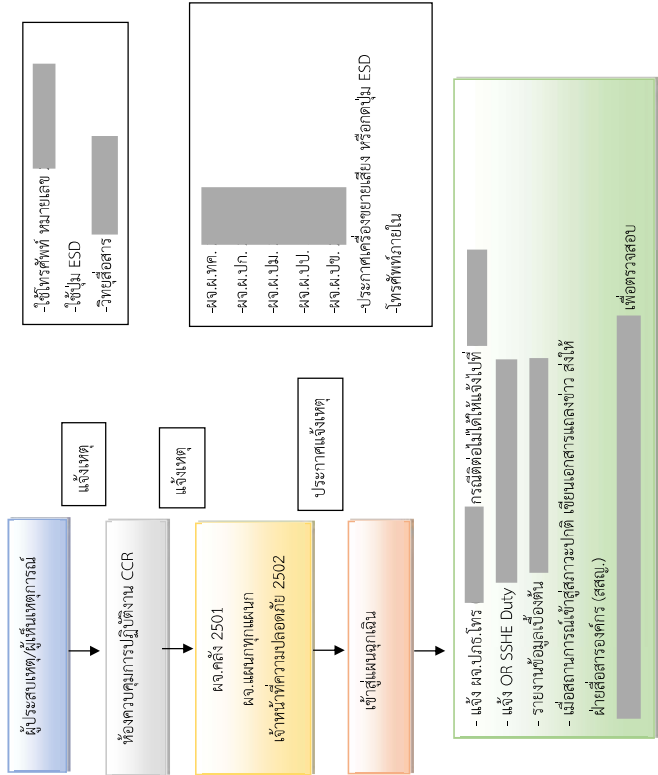 ผู้ประสบเหตุ/ผู้เห็นเหตุการณ์
แจ้งเหตุ
-ใช้โทรศัพท์ หมายเลข
-ใช้ปุ่ม ESD
-วิทยุสื่อสาร
ห้องควบคุมการปฏิบัติงาน CCR
แจ้งเหตุ
-ผจ.ผ.ทค.
-ผจ.ผ.ปก.
-ผจ.ผ.ปม.
-ผจ.ผ.ปป.
-ผจ.ผ.ปข.
-ประกาศเครื่องขยายเสียง หรือกดปุ่ม ESD
-โทรศัพท์ภายใน
ผจ.คลัง 2501
ผจ.แผนกทุกแผนก
เจ้าหน้าที่ความปลอดภัย 2502
ประกาศแจ้งเหตุ
เข้าสู่แผนฉุกเฉิน
- แจ้ง ผจ.ปภธ.โทร กรณีติต่อไม่ได้ให้แจ้งไปที่
- แจ้ง OR SSHE Duty
- รายงานข้อมูลเบื้องต้น
- เมื่อสถานการณ์เข้าสู่สภาวะปกติ เขียนเอกสารแถลงข่าว ส่งให้
ฝ่ายสื่อสารองค์กร (สสญ.)
เพื่อตรวจสอบ